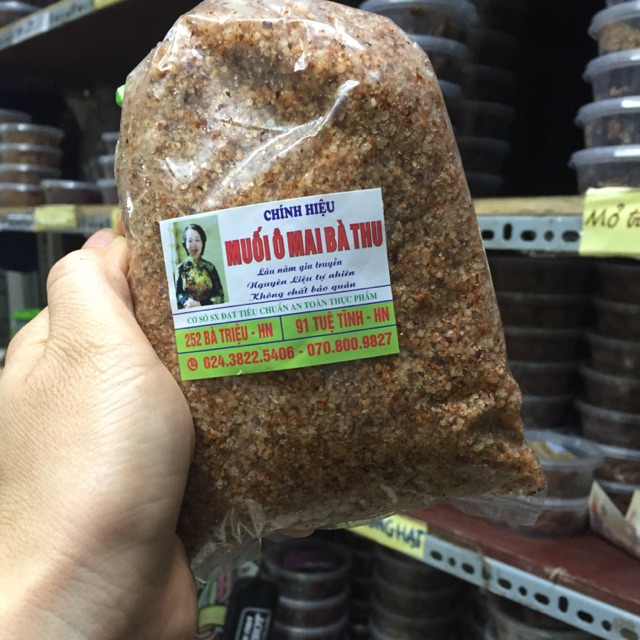 CHÍNH HIỆU
MUỐI Ô MAI BÀ THU
Lâu năm gia truyền
Nguyên Liệu tự nhiên
Không chất bảo quản
CƠ SỞ SX ĐẠT TIÊU CHUẨN AN TOÀN THỰC PHẨM
252 BÀ TRIỆU - HN
91 TUỆ TĨNH - HN
024.3822.5406 - 070.800.9827
MƠ